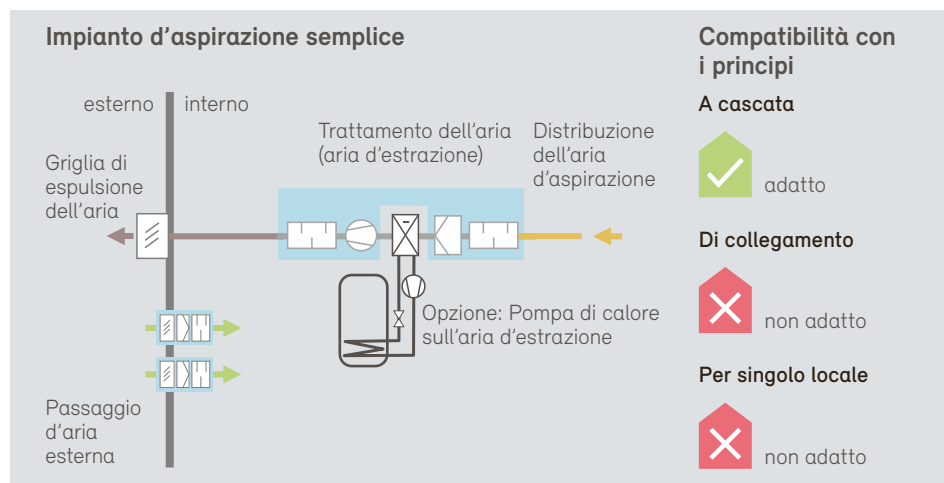 Impianto d'aspirazione semplice
esterno
interno
Griglia di
espulsione
dell'aria
Trattamento dell'aria
(aria d'estrazione)
Distribuzione
dell'aria
d'aspirazione
Opzione: Pompa di calore
sull'aria d'estrazione
Passaggio
d'aria
esterna
Compatibilità con
i principi
A cascata
adatto
Di collegamento
non adatto
Per singolo locale
non adatto